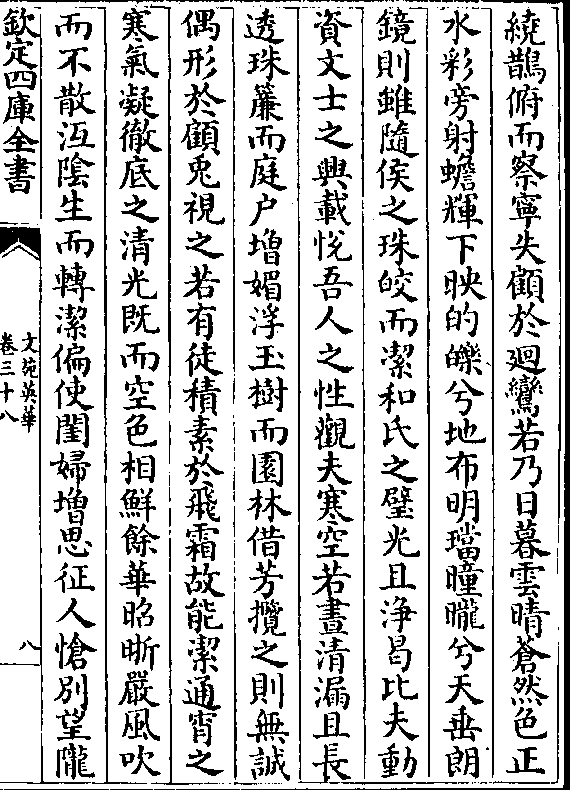 繞鵲俯而察寧失顧於迴鸞若乃日暮雲晴蒼然色正
水彩旁射蟾輝下映的皪兮地布明璫曈曨兮天垂朗
鏡則雖隨侯之珠皎而潔和氏之璧光且浄曷比夫動
資文士之興載悅吾人之性觀夫寒空若晝清漏且長
透珠簾而庭户増媚浮玉樹而園林借芳攬之則無誠
偶形於顧兎視之若有徒積素於飛霜故能潔通宵之
寒氣凝徹底之清光既而空色相鮮餘華昭晣嚴風吹
而不散沍陰生而轉潔偏使閨婦増思征人愴別望隴
欽定四庫全書
文苑英華
卷三十八
八